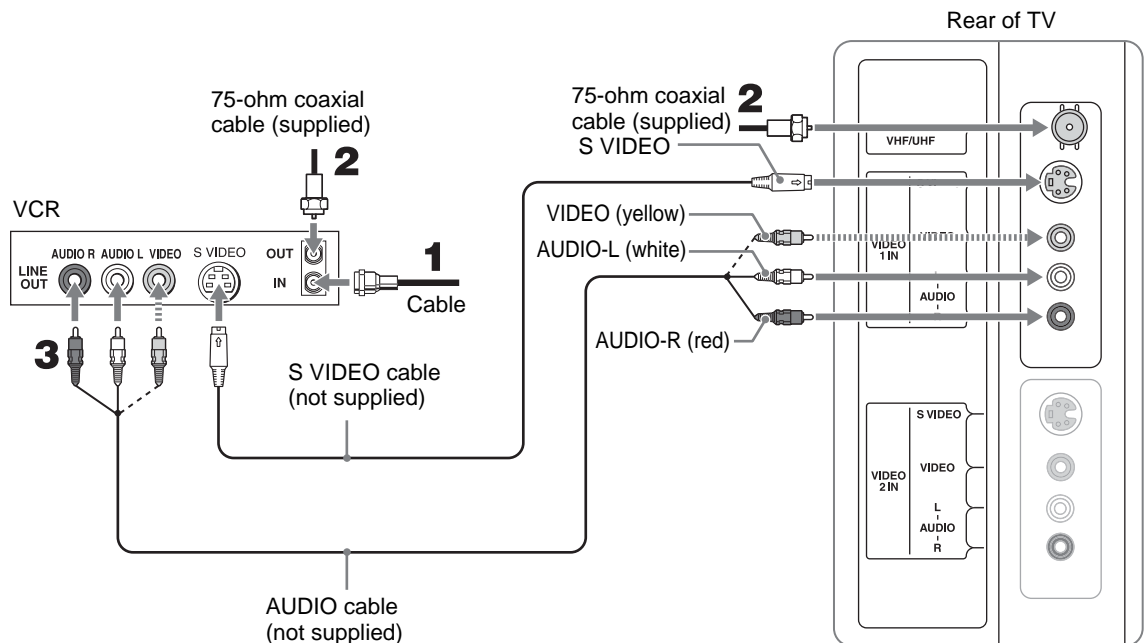 Rear of TV
75-ohm coaxial
cable (supplied)
2
75-ohm coaxial
cable (supplied)
2
S VIDEO
VHF/UHF
VCR
VIDEO (yellow)
AUDIO-L (white)
AUDIO-R (red)
VIDEO
1 IN
AUDIO
LINE
OUT
AUDIO R
AUDIO L
VIDEO
S VIDEO
OUT
IN
1
Cable
3
S VIDEO cable
(not supplied)
S VIDEO
VIDEO
2 IN
VIDEO
L
AUDIO
R
AUDIO cable
(not supplied)